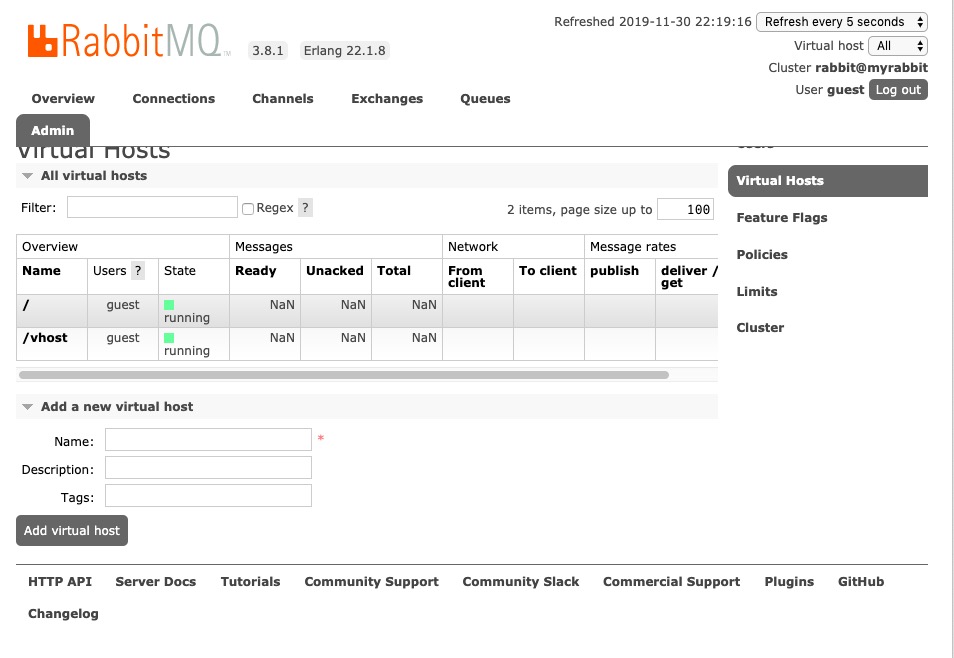 Refreshed 2019-11-30 22:19:16 Refresh every 5 seconds
RabbitMQ TM 3.8.1 Erlang 22.1.8
Virtual host All
Cluster rabbit@myrabbit
User guest Log out
Overview Connections Channels Exchanges Queues
Admin
Virtual Hosts
Users
All virtual hosts
Virtual Hosts
Filter: Regex ? 2 items, page size up to 100
Feature Flags
Policies
Limits
Cluster
Overview Messages Network Message rates
Name Users ? State Ready Unacked Total From client To client publish deliver / get
/ guest running NaN NaN NaN
/vhost guest running NaN NaN NaN
Add a new virtual host
Name: *
Description:
Tags:
Add virtual host
HTTP API Server Docs Tutorials Community Support Community Slack Commercial Support Plugins GitHub
Changelog